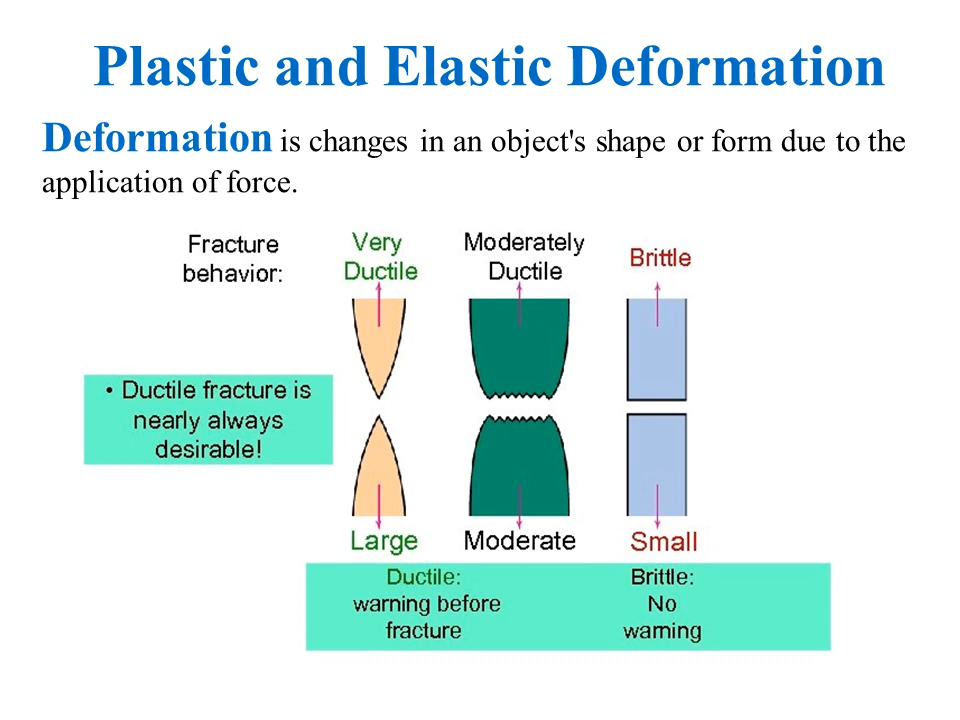 Plastic and Elastic Deformation
Deformation is changes in an object's shape or form due to the
application of force.
Fracture
behavior:
Very
Ductile
Moderately
Ductile
Brittle
• Ductile fracture is
nearly always
desirable!
Large
Moderate
Small
Ductile:
warning before
fracture
Brittle:
No
warning